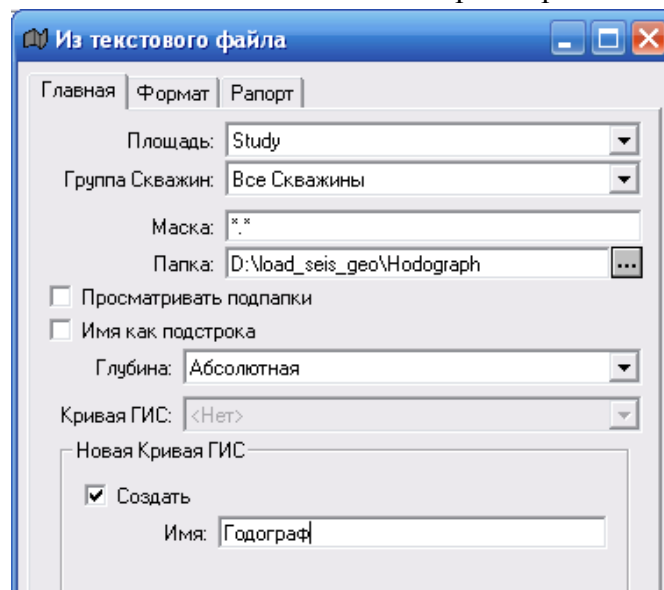 Из текстового файла
Главная Формат Рапорт
Площадь: Study
Группа Скважин: Все Скважины
Маска: *.*
Папка: D:\load_seis_geo\Hodograph ...
Просматривать подпапки
Имя как подстрока
Глубина: Абсолютная
Кривая ГИС: <Нет>
Новая Кривая ГИС
Создать
Имя: Годограф